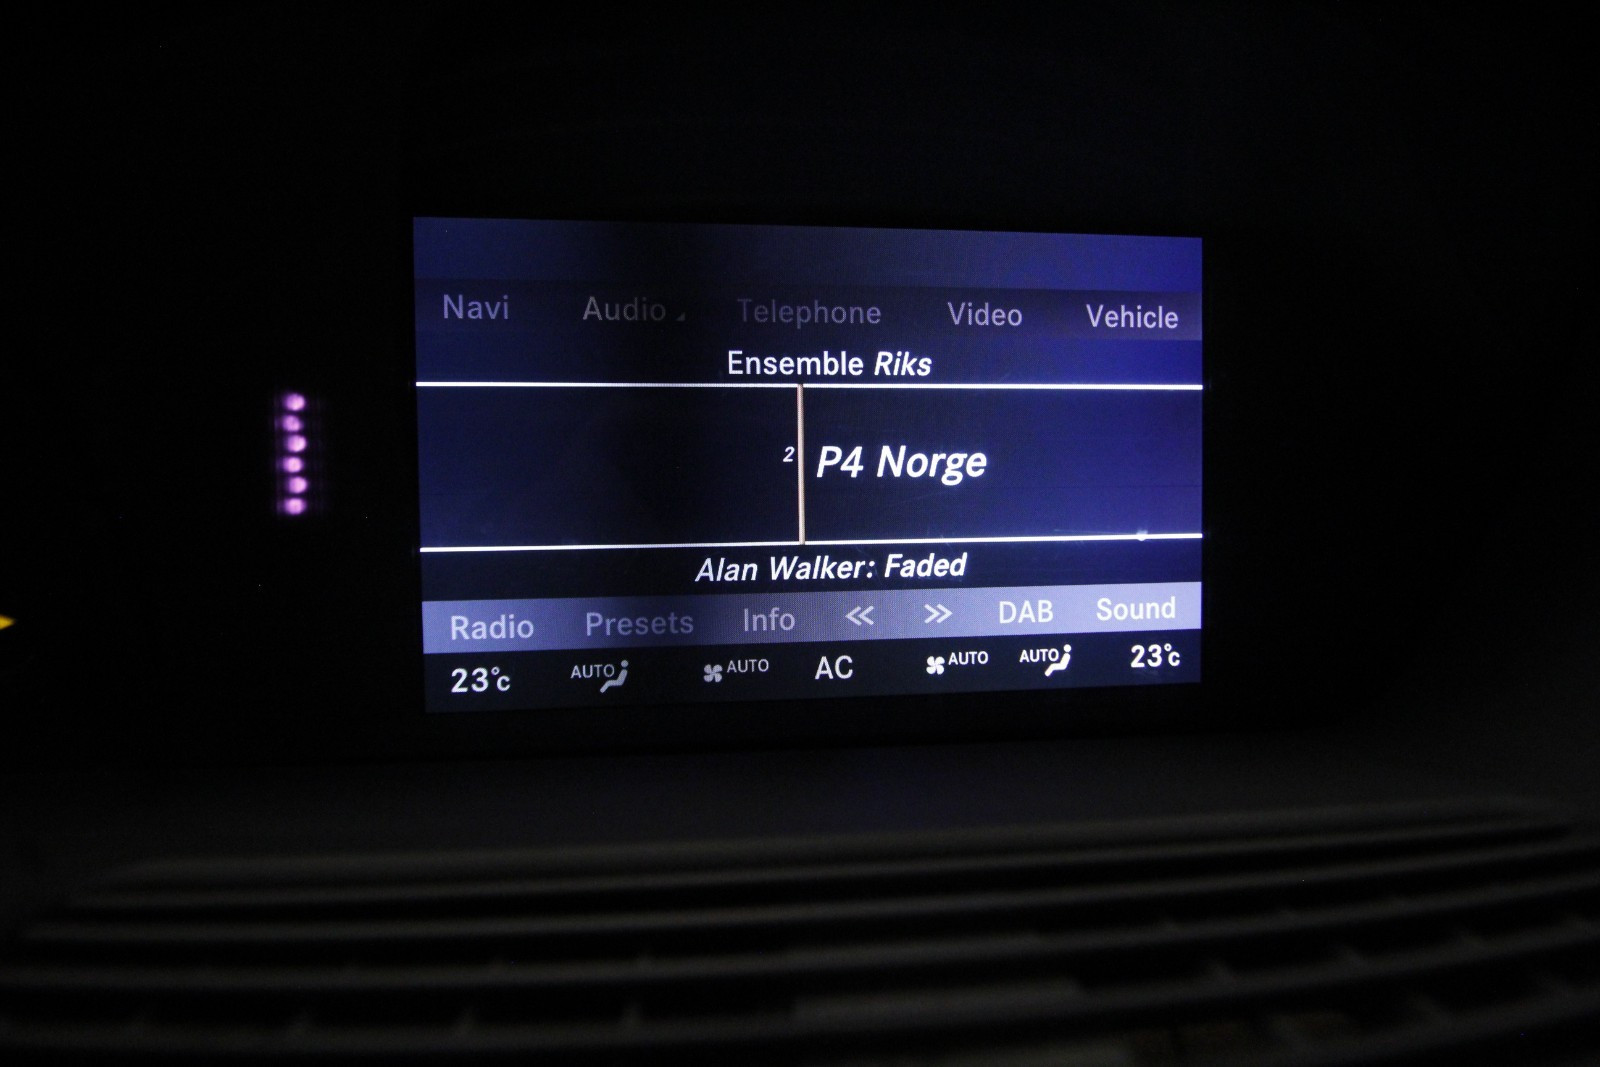 Navi Audio Telephone Video Vehicle
Ensemble Riks
2 P4 Norge
Alan Walker: Faded
Radio Presets Info << >> DAB Sound
23°C AUTO AUTO AC AUTO AUTO 23°C